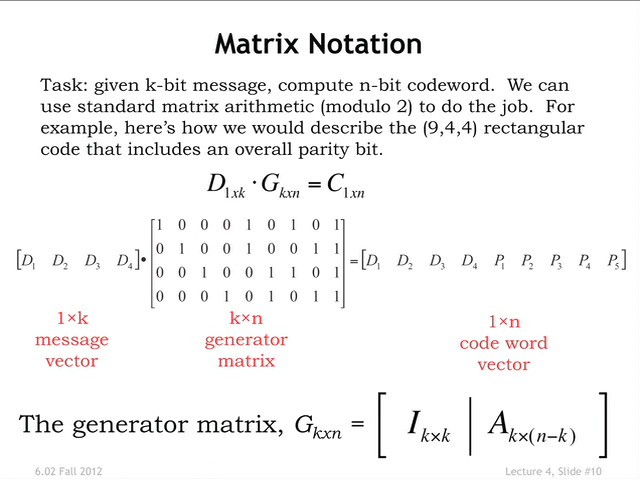 Matrix Notation
Task: given k-bit message, compute n-bit codeword. We can
use standard matrix arithmetic (modulo 2) to do the job. For
example, here's how we would describe the (9,4,4) rectangular
code that includes an overall parity bit.
D1xk · Gkxn = C1xn
1 0 0 0 1 0 1 0 1
0 1 0 0 1 0 0 1 1
[D1 D2 D3 D4]• = [D1 D2 D3 D4 P1 P2 P3 P4 P5]
0 0 1 0 0 1 1 0 1
0 0 0 1 0 1 0 1 1
1×k
message
vector
k×n
generator
matrix
1×n
code word
vector
The generator matrix, Gkxn = [ Ik×k | Ak×(n−k) ]
6.02 Fall 2012
Lecture 4, Slide #10